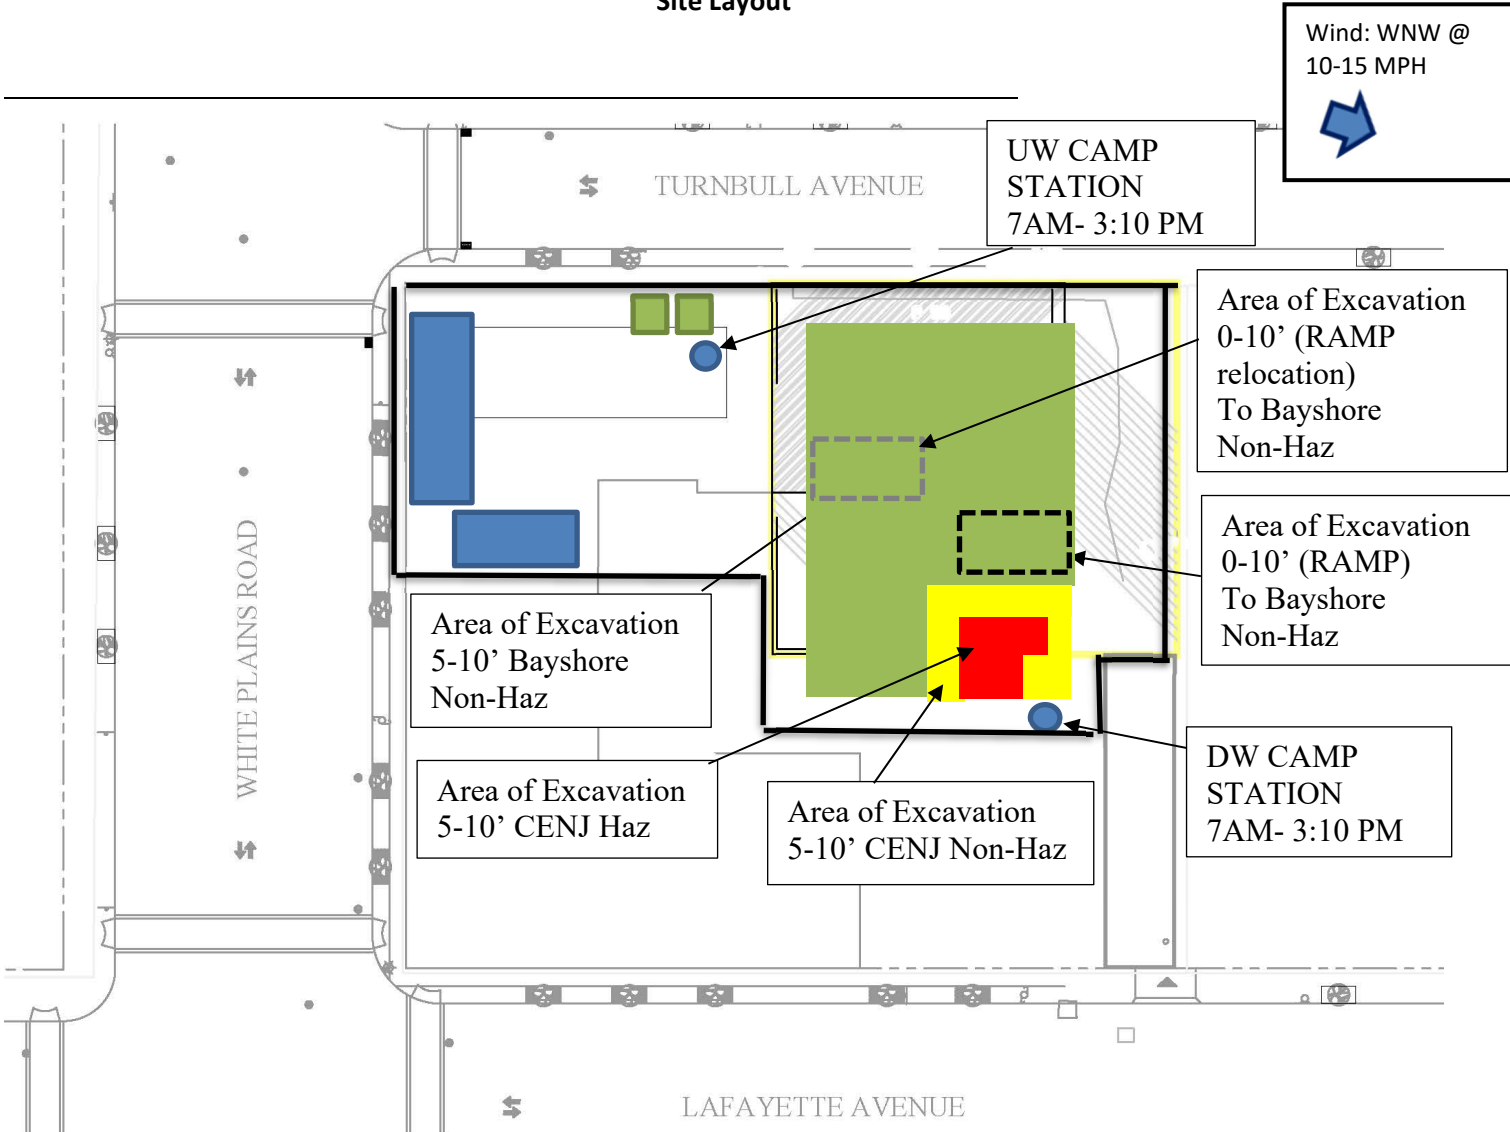 Site Layout
Wind: WNW @
10-15 MPH
TURNBULL AVENUE
UW CAMP
STATION
7AM- 3:10 PM
Area of Excavation
0-10’ (RAMP
relocation)
To Bayshore
Non-Haz
Area of Excavation
0-10’ (RAMP)
To Bayshore
Non-Haz
WHITE PLAINS ROAD
Area of Excavation
5-10’ Bayshore
Non-Haz
Area of Excavation
5-10’ CENJ Haz
Area of Excavation
5-10’ CENJ Non-Haz
DW CAMP
STATION
7AM- 3:10 PM
LAFAYETTE AVENUE